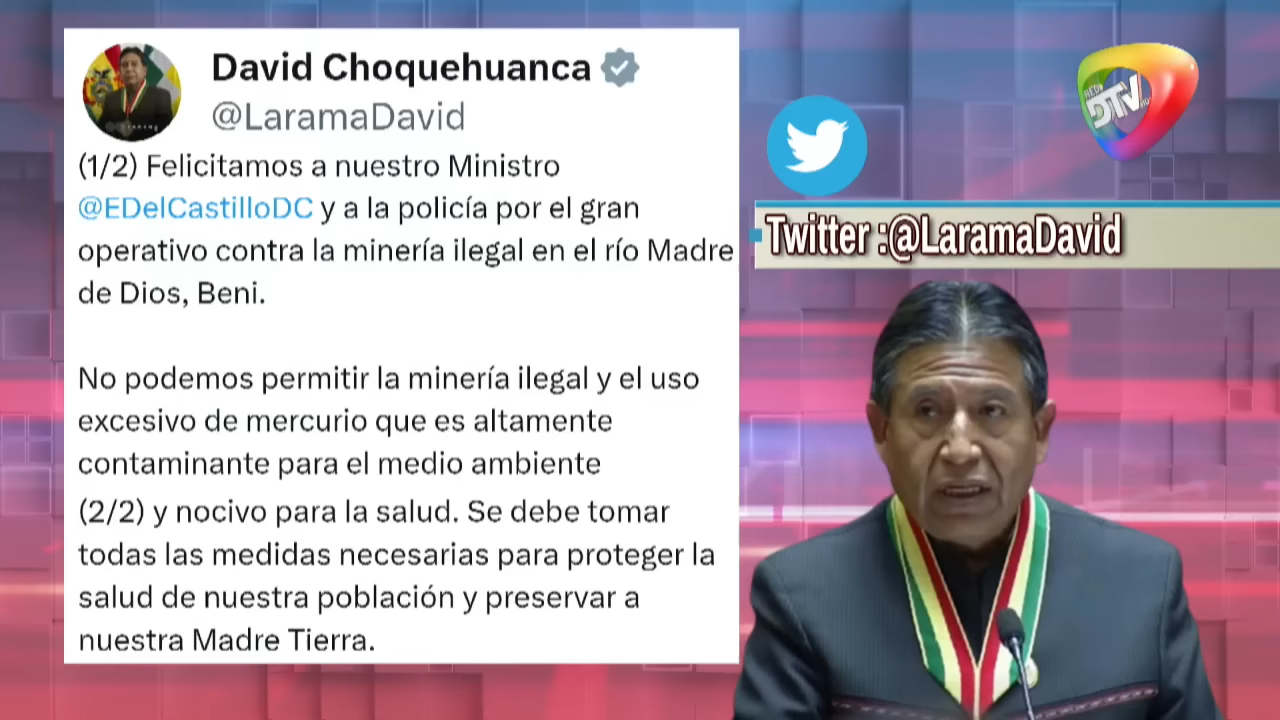 David Choquehuanca
@LaramaDavid
(1/2) Felicitamos a nuestro Ministro
@EDelCastilloDC y a la policía por el gran
operativo contra la minería ilegal en el río Madre
de Dios, Beni.
No podemos permitir la minería ilegal y el uso
excesivo de mercurio que es altamente
contaminante para el medio ambiente
(2/2) y nocivo para la salud. Se debe tomar
todas las medidas necesarias para proteger la
salud de nuestra población y preservar a
nuestra Madre Tierra.
RED
DTV
Twitter :@LaramaDavid